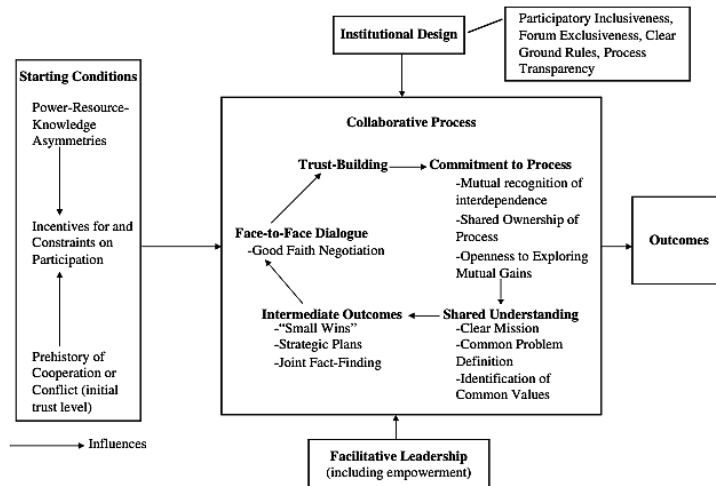 Institutional Design
Participatory Inclusiveness,
Forum Exclusiveness, Clear
Ground Rules, Process
Transparency
Starting Conditions
Power-Resource-
Knowledge
Asymmetries
Incentives for and
Constraints on
Participation
Prehistory of
Cooperation or
Conflict (initial
trust level)
Influences
Collaborative Process
Trust-Building
Commitment to Process
-Mutual recognition of
interdependence
-Shared Ownership of
Process
-Openness to Exploring
Mutual Gains
Face-to-Face Dialogue
-Good Faith Negotiation
Intermediate Outcomes
-“Small Wins”
-Strategic Plans
-Joint Fact-Finding
Shared Understanding
-Clear Mission
-Common Problem
Definition
-Identification of
Common Values
Outcomes
Facilitative Leadership
(including empowerment)